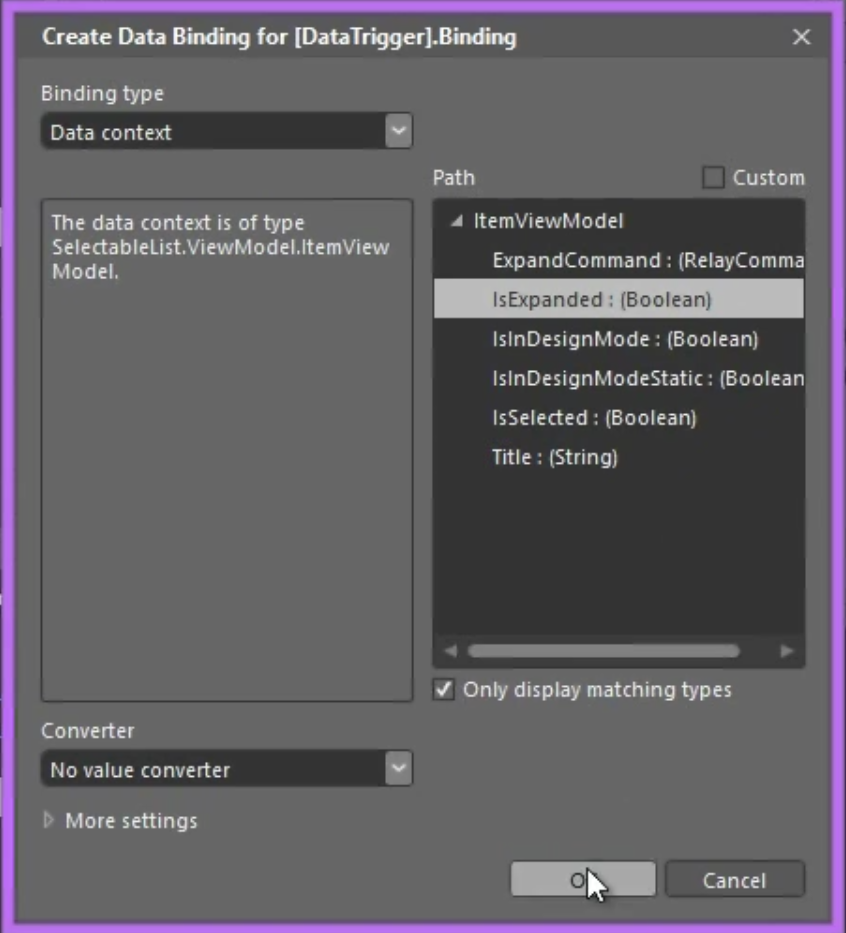 Create Data Binding for [DataTrigger].Binding
Binding type
Data context
Path
Custom
The data context is of type
SelectableList.ViewModel.ItemView
Model.
ItemViewModel
ExpandCommand : (RelayComma
IsExpanded : (Boolean)
IsInDesignMode : (Boolean)
IsInDesignModeStatic : (Boolean
IsSelected : (Boolean)
Title : (String)
Only display matching types
Converter
No value converter
More settings
Cancel